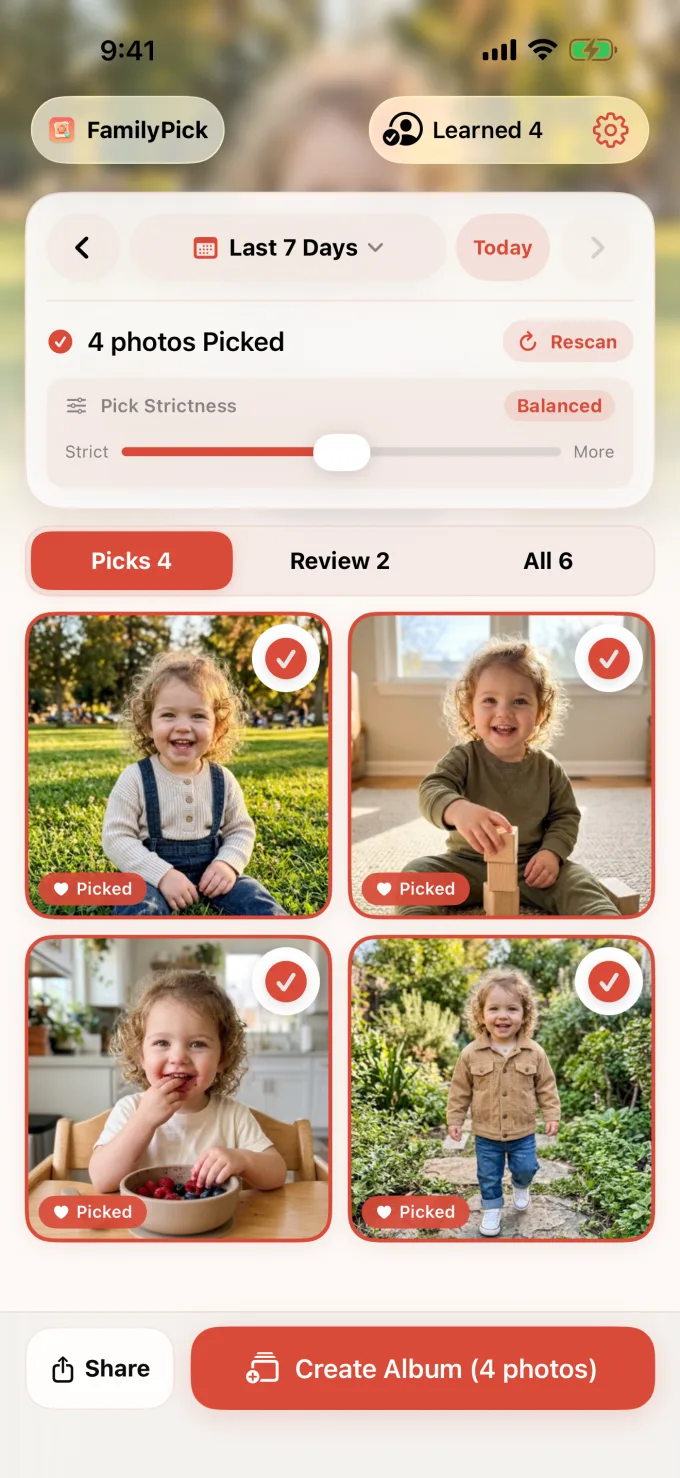 9:41
FamilyPick
Learned 4
Last 7 Days
Today
4 photos Picked
Rescan
Pick Strictness
Balanced
Strict
More
Picks 4
Review 2
All 6
Picked
Picked
Picked
Picked
Share
Create Album (4 photos)